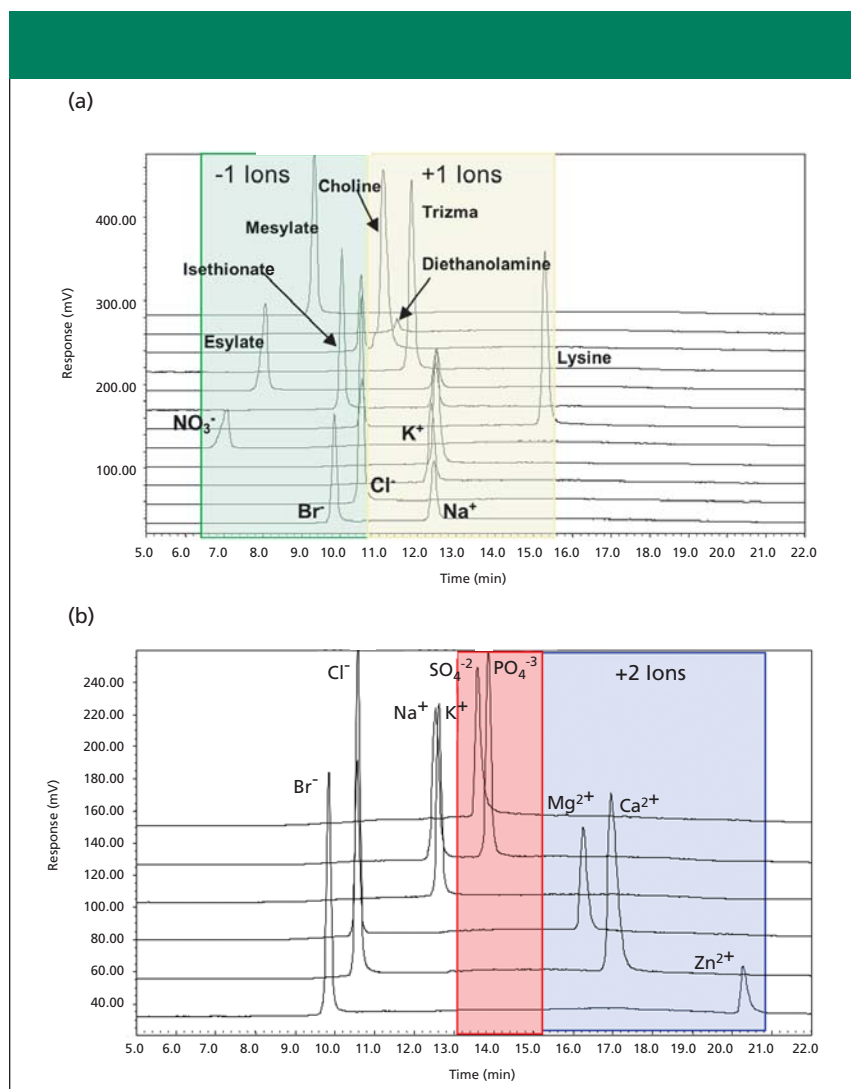 (a)
-1 Ions
+1 Ions
Choline
Mesylate
Trizma
Isethionate
Diethanolamine
Esylate
Lysine
NO₃⁻
K⁺
Cl⁻
Br⁻
Na⁺
Response (mV)
400.00
300.00
200.00
100.00
5.0 6.0 7.0 8.0 9.0 10.0 11.0 12.0 13.0 14.0 15.0 16.0 17.0 18.0 19.0 20.0 21.0 22.0
Time (min)
(b)
Cl⁻
SO₄⁻²
PO₄⁻³
+2 Ions
Na⁺
K⁺
Br⁻
Mg²⁺
Ca²⁺
Zn²⁺
Response (mV)
240.00
220.00
200.00
180.00
160.00
140.00
120.00
100.00
80.00
60.00
40.00
5.0 6.0 7.0 8.0 9.0 10.0 11.0 12.0 13.0 14.0 15.0 16.0 17.0 18.0 19.0 20.0 21.0 22.0
Time (min)